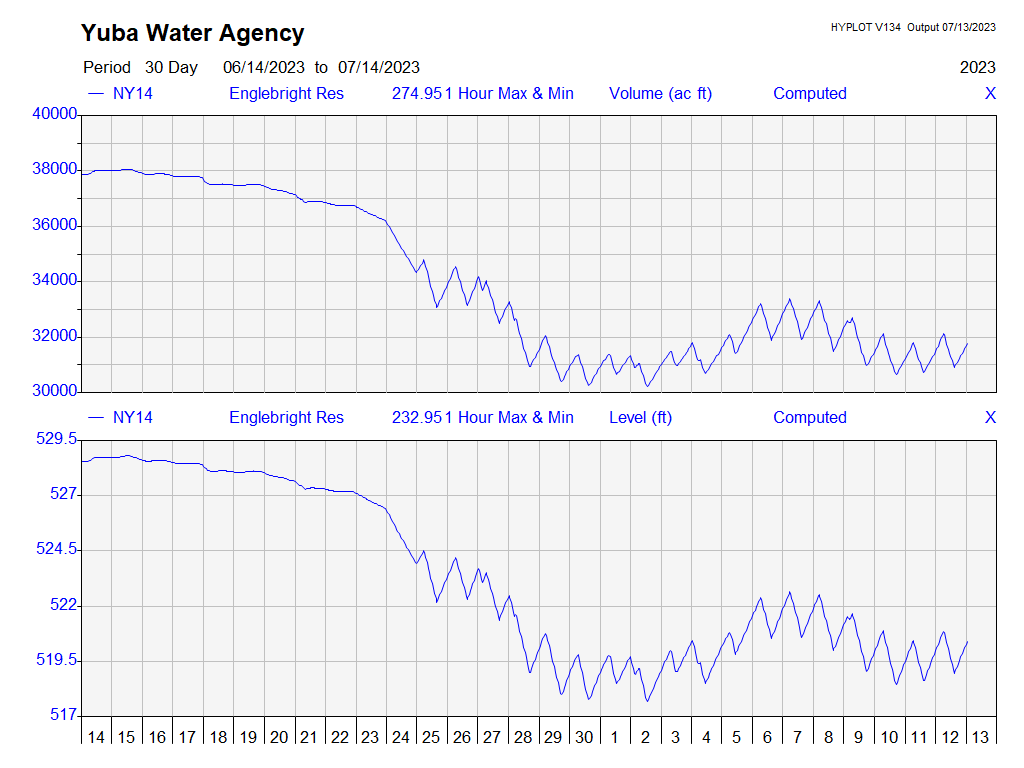 Yuba Water Agency
HYPLOT V134 Output 07/13/2023
Period 30 Day 06/14/2023 to 07/14/2023 2023
NY14 Englebright Res 274.951 Hour Max & Min Volume (ac ft) Computed X
40000
38000
36000
34000
32000
30000
NY14 Englebright Res 232.951 Hour Max & Min Level (ft) Computed X
529.5
527
524.5
522
519.5
517
14 15 16 17 18 19 20 21 22 23 24 25 26 27 28 29 30 1 2 3 4 5 6 7 8 9 10 11 12 13